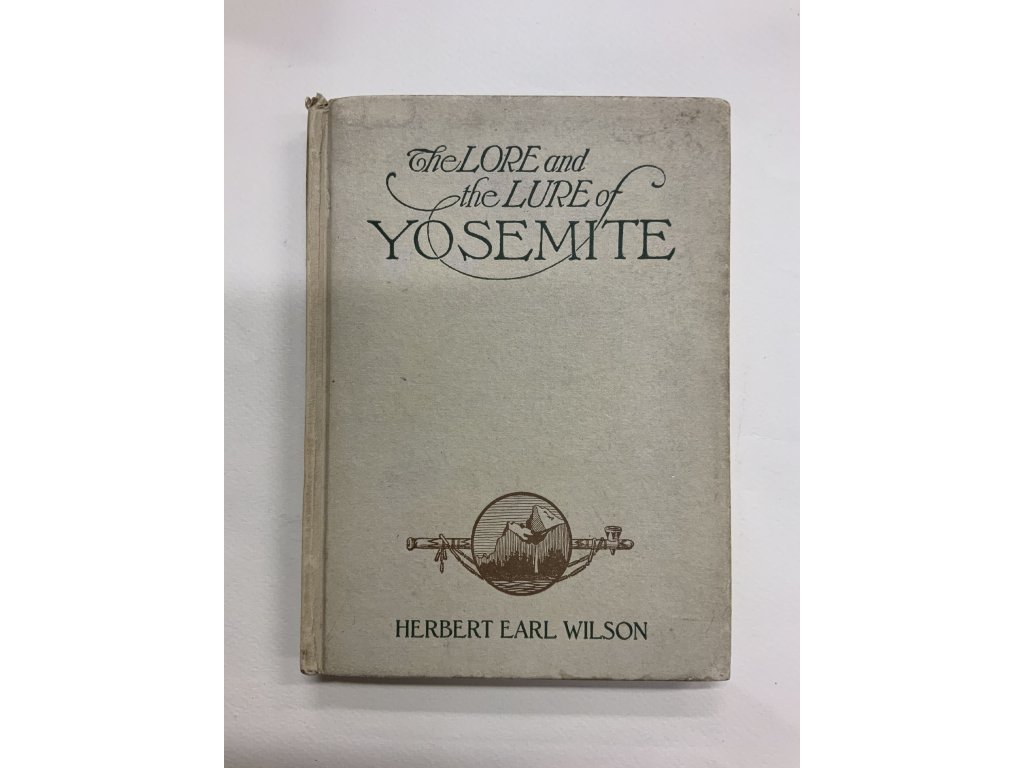 The LORE and
the LURE of
YOSEMITE
HERBERT EARL WILSON